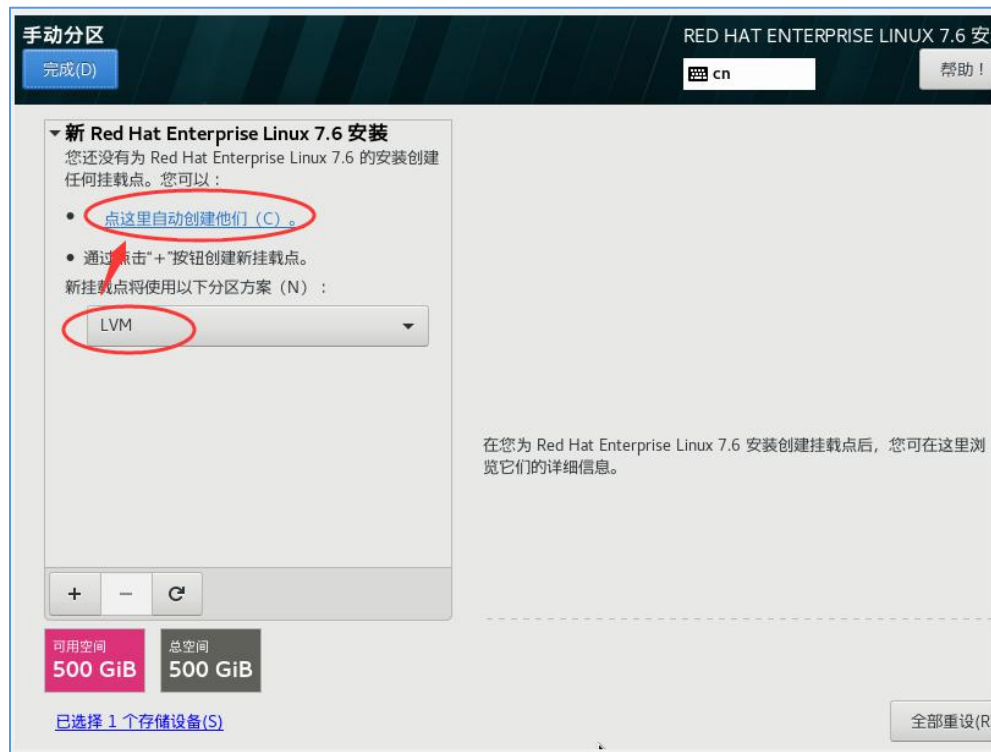 手动分区
RED HAT ENTERPRISE LINUX 7.6 安
完成(D)
cn
帮助！
新 Red Hat Enterprise Linux 7.6 安装
您还没有为 Red Hat Enterprise Linux 7.6 的安装创建
任何挂载点。您可以：
点这里自动创建他们（C）。
通过点击“+”按钮创建新挂载点。
新挂载点将使用以下分区方案（N）：
LVM
在您为 Red Hat Enterprise Linux 7.6 安装创建挂载点后，您可在这里浏
览它们的详细信息。
+ −
可用空间
500 GiB
总空间
500 GiB
已选择 1 个存储设备(S)
全部重设(R